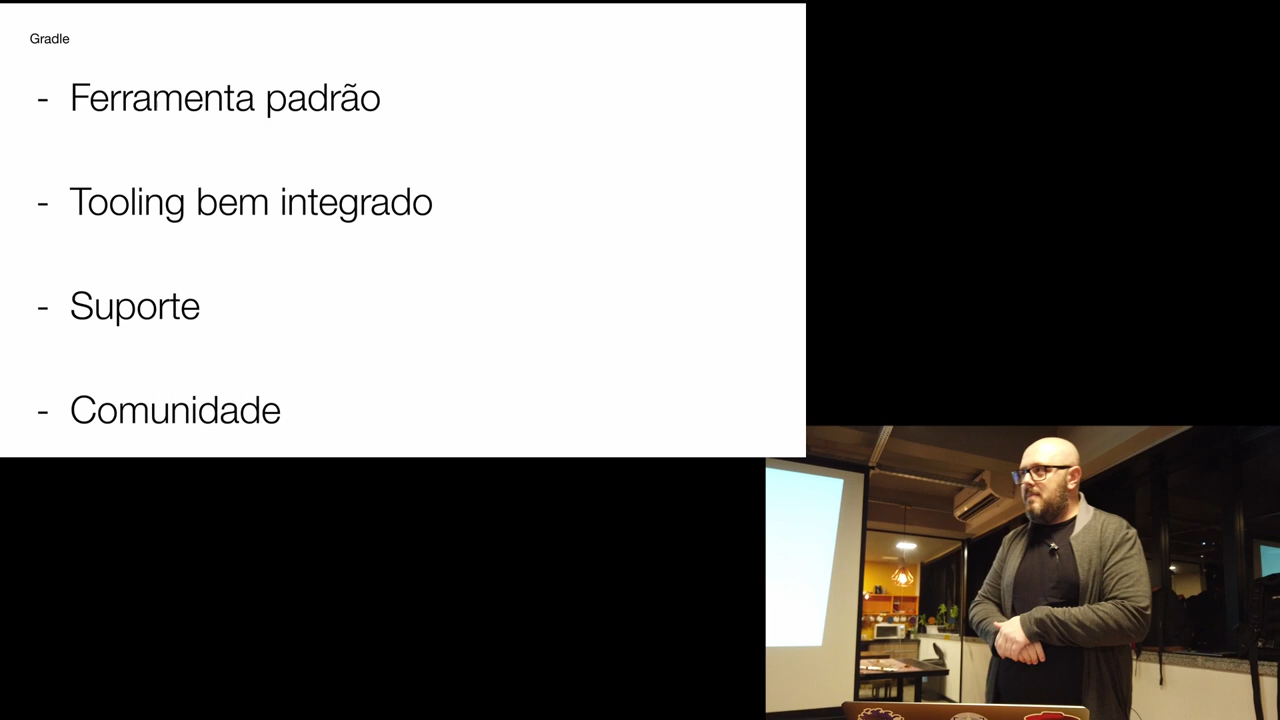 Gradle
- Ferramenta padrão
- Tooling bem integrado
- Suporte
- Comunidade